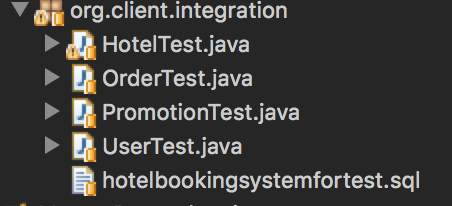 org.client.integration
HotelTest.java
OrderTest.java
PromotionTest.java
UserTest.java
hotelbookingsystemfortest.sql